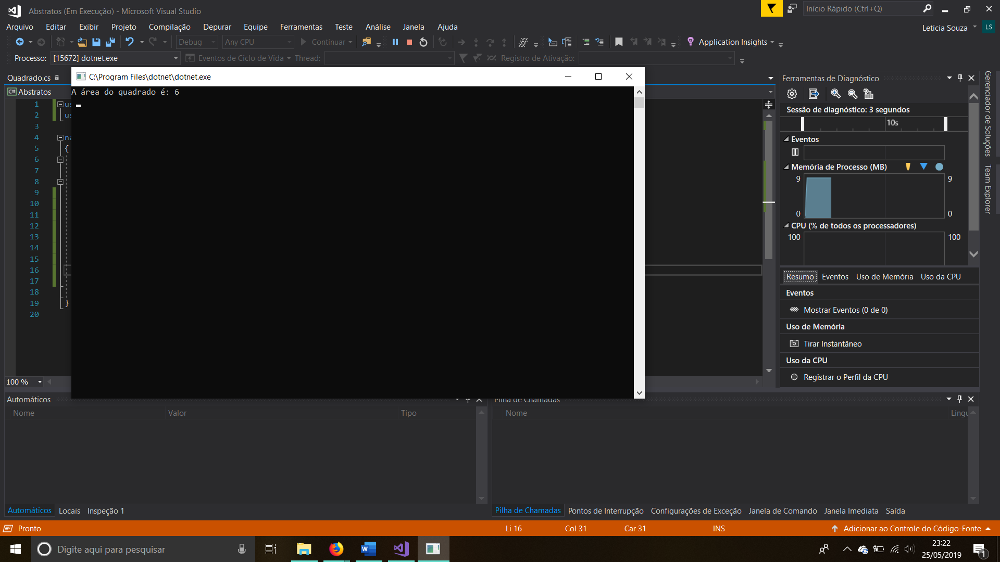 Abstratos (Em Execução) - Microsoft Visual Studio
Início Rápido (Ctrl+Q)
Arquivo Editar Exibir Projeto Compilação Depurar Equipe Ferramentas Teste Análise Janela Ajuda
Leticia Souza LS
Debug Any CPU Continuar Application Insights
Processo: [15672] dotnet.exe Eventos de Ciclo de Vida Thread: Registro de Ativação:
Quadrado.cs
C:\Program Files\dotnet\dotnet.exe
A área do quadrado é: 6
C# Abstratos
1 us
2 us
3
4 na
5 {
6
7
8
9
10
11
12
13
14
15
16
17
18
19 }
20
100 %
Ferramentas de Diagnóstico
Sessão de diagnóstico: 3 segundos
10s
Eventos
Memória de Processo (MB)
9 9
0 0
CPU (% de todos os processadores)
100 100
Resumo Eventos Uso de Memória Uso da CPU
Eventos
Mostrar Eventos (0 de 0)
Uso de Memória
Tirar Instantâneo
Uso da CPU
Registrar o Perfil da CPU
Gerenciador de Soluções
Team Explorer
Automáticos
Nome Valor Tipo
Pilha de Chamadas
Nome Lingu
Automáticos Locais Inspeção 1
Pilha de Chamadas Pontos de Interrupção Configurações de Exceção Janela de Comando Janela Imediata Saída
Pronto Li 16 Col 31 Car 31 INS Adicionar ao Controle do Código-Fonte
Digite aqui para pesquisar
23:22
25/05/2019
1